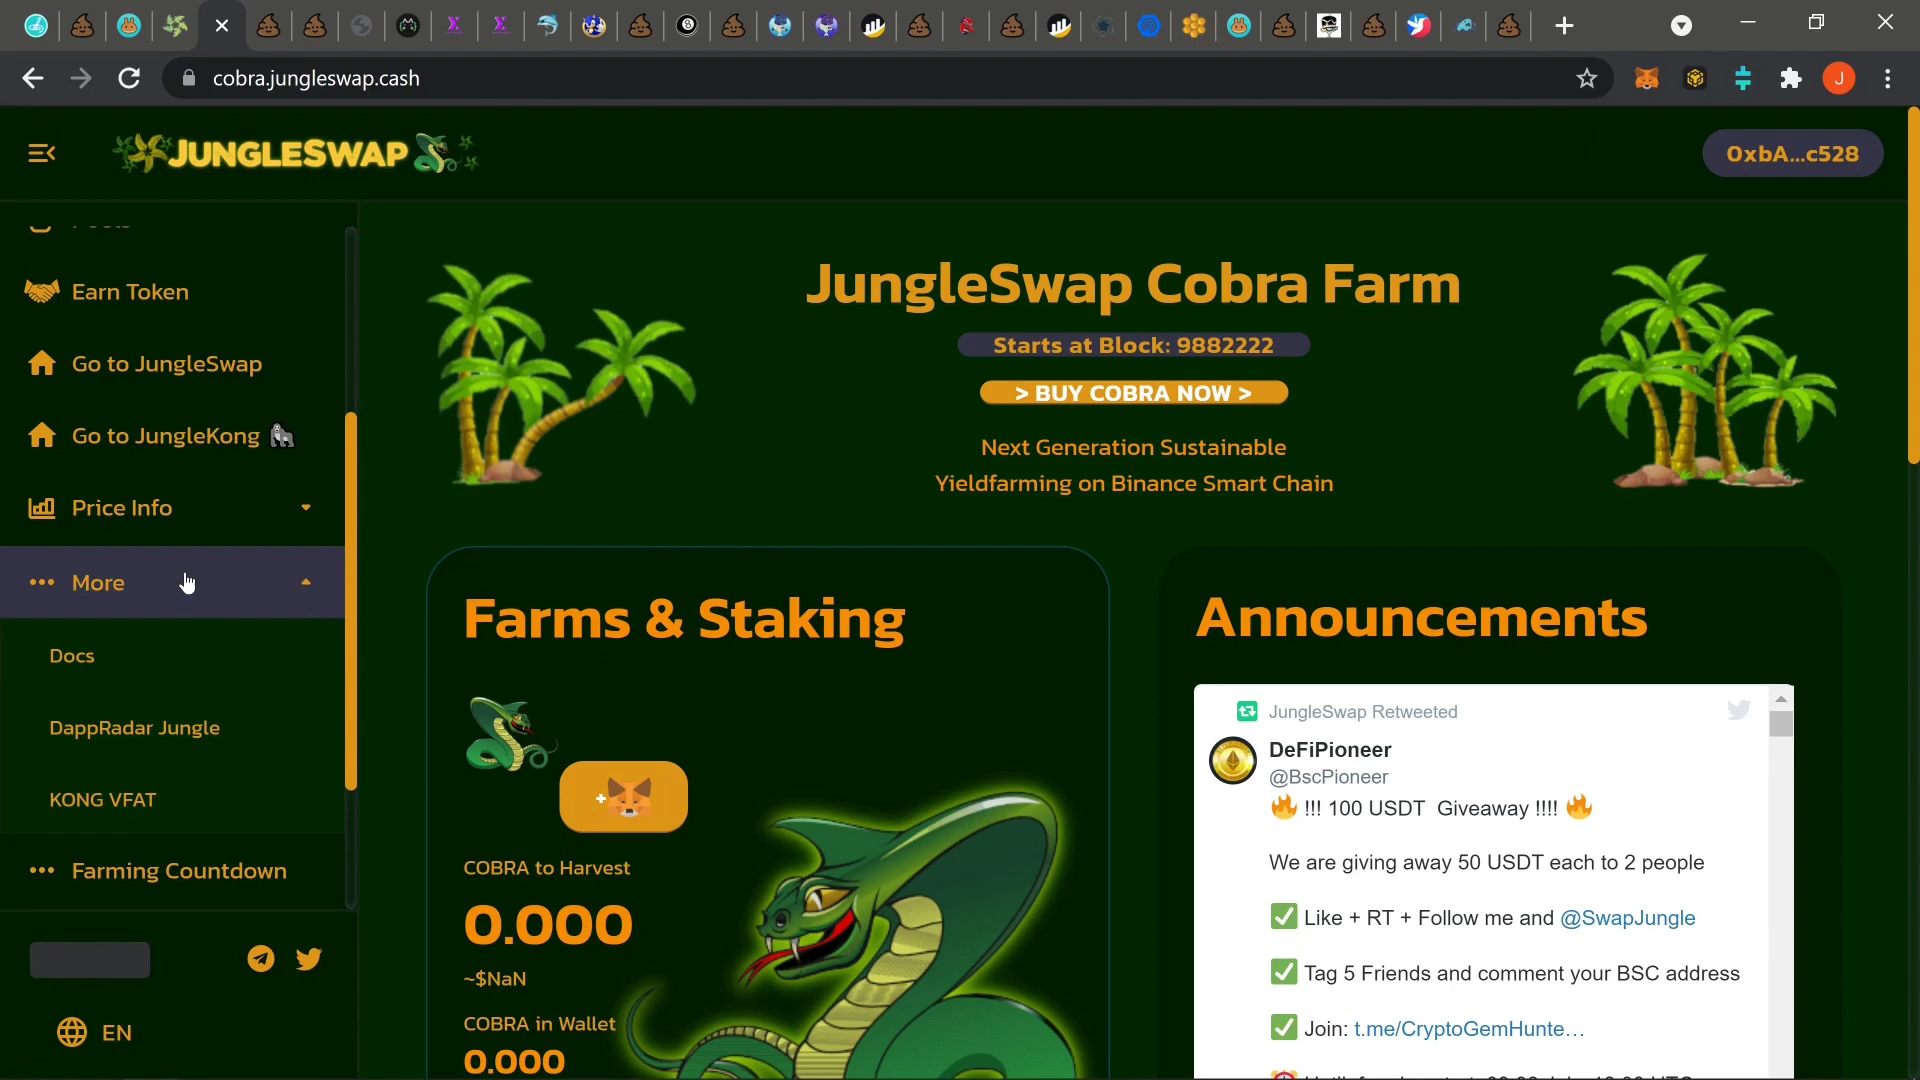 cobra.jungleswap.cash
J
JUNGLESWAP
0xbA...c528
Earn Token
Go to JungleSwap
Go to JungleKong
Price Info
More
Docs
DappRadar Jungle
KONG VFAT
Farming Countdown
EN
JungleSwap Cobra Farm
Starts at Block: 9882222
> BUY COBRA NOW >
Next Generation Sustainable
Yieldfarming on Binance Smart Chain
Farms & Staking
+
COBRA to Harvest
0.000
~$NaN
COBRA in Wallet
0.000
Announcements
JungleSwap Retweeted
DeFiPioneer
@BscPioneer
🔥 !!! 100 USDT Giveaway !!!! 🔥
We are giving away 50 USDT each to 2 people
✅ Like + RT + Follow me and @SwapJungle
✅ Tag 5 Friends and comment your BSC address
✅ Join: t.me/CryptoGemHunte…